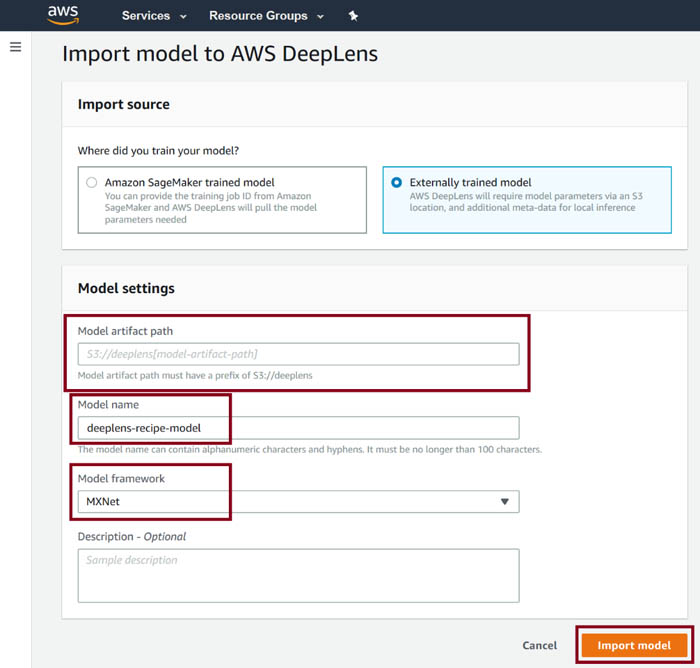 aws
Services
Resource Groups
Import model to AWS DeepLens
Import source
Where did you train your model?
Amazon SageMaker trained model
You can provide the training job ID from Amazon
SageMaker and AWS DeepLens will pull the model
parameters needed
Externally trained model
AWS DeepLens will require model parameters via an S3
location, and additional meta-data for local inference
Model settings
Model artifact path
S3://deeplens[model-artifact-path]
Model artifact path must have a prefix of S3://deeplens
Model name
deeplens-recipe-model
The model name can contain alphanumeric characters and hyphens. It must be no longer than 100 characters.
Model framework
MXNet
Description - Optional
Sample description
Cancel
Import model